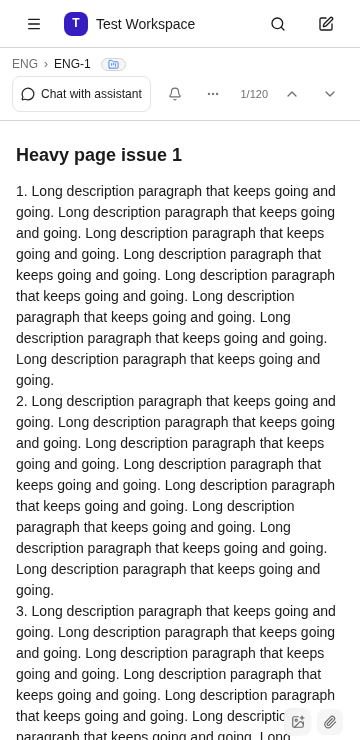 T Test Workspace
ENG › ENG-1
Chat with assistant
1/120
Heavy page issue 1
1. Long description paragraph that keeps going and
going. Long description paragraph that keeps going
and going. Long description paragraph that keeps
going and going. Long description paragraph that
keeps going and going. Long description paragraph
that keeps going and going. Long description
paragraph that keeps going and going. Long
description paragraph that keeps going and going.
Long description paragraph that keeps going and
going.
2. Long description paragraph that keeps going and
going. Long description paragraph that keeps going
and going. Long description paragraph that keeps
going and going. Long description paragraph that
keeps going and going. Long description paragraph
that keeps going and going. Long description
paragraph that keeps going and going. Long
description paragraph that keeps going and going.
Long description paragraph that keeps going and
going.
3. Long description paragraph that keeps going and
going. Long description paragraph that keeps going
and going. Long description paragraph that keeps
going and going. Long description paragraph that
keeps going and going. Long description paragraph
that keeps going and going. Long descriptio
paragraph that keeps going and going. Long